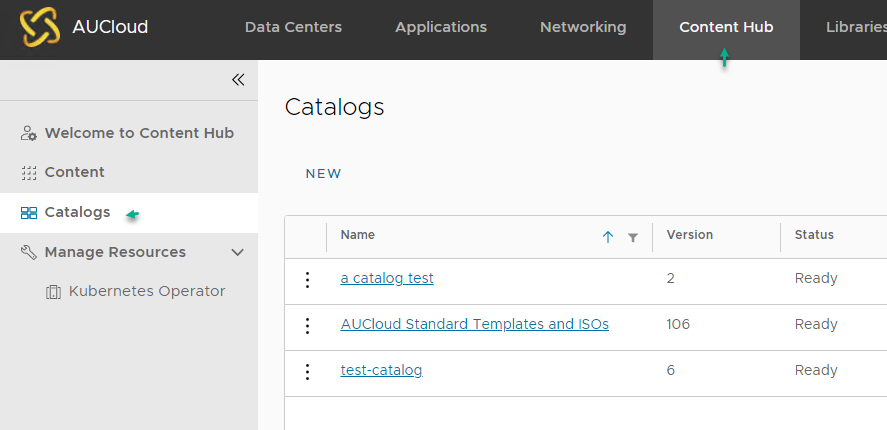 AUCloud
Data Centers
Applications
Networking
Content Hub
Libraries
Welcome to Content Hub
Content
Catalogs
Manage Resources
Kubernetes Operator
Catalogs
NEW
Name Version Status
a catalog test 2 Ready
AUCloud Standard Templates and ISOs 106 Ready
test-catalog 6 Ready